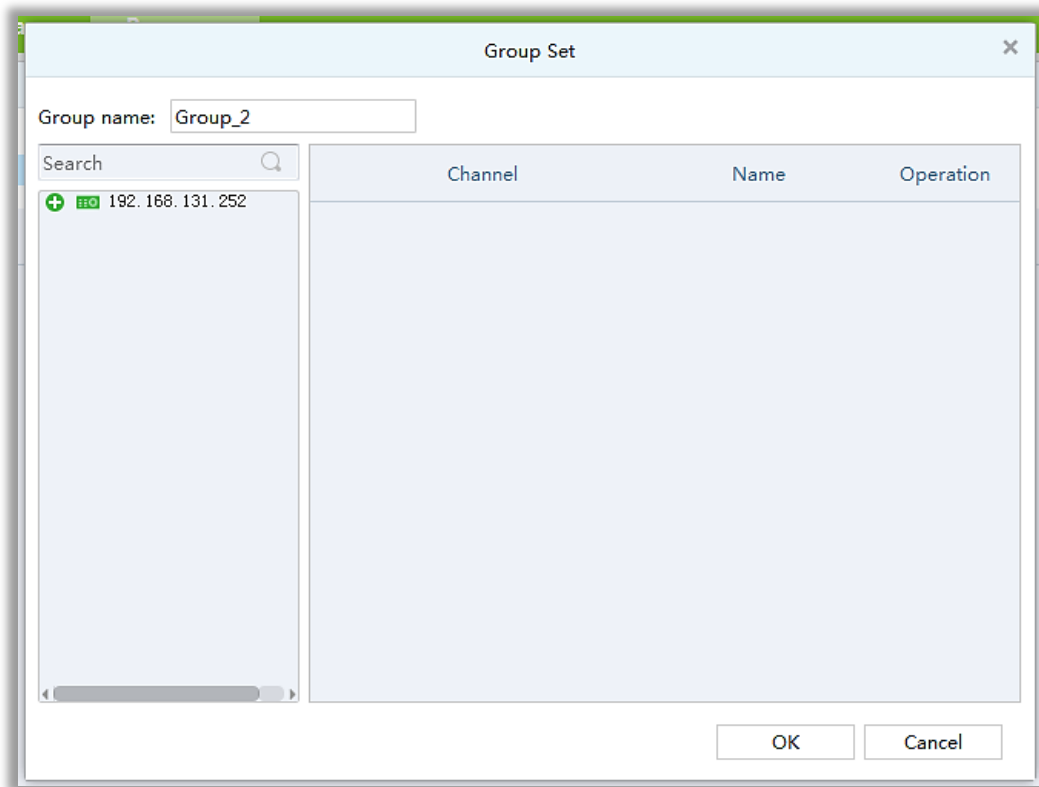 Group Set
Group name: Group_2
Search
Channel Name Operation
192.168.131.252
OK Cancel